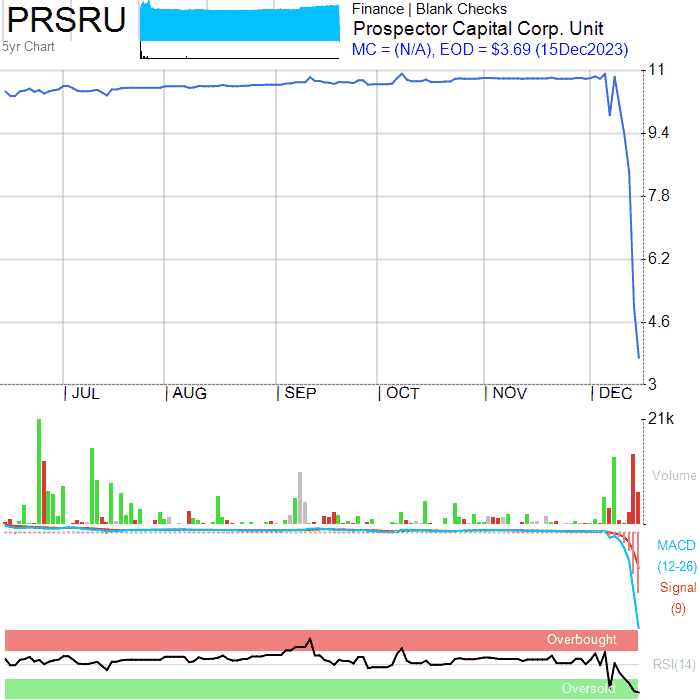 PRSRU
5yr Chart
Finance | Blank Checks
Prospector Capital Corp. Unit
MC = (N/A), EOD = $3.69 (15Dec2023)
11
9.4
7.8
6.2
4.6
3
| JUL | AUG | SEP | OCT | NOV | DEC
21k
Volume
MACD
(12-26)
Signal
(9)
Overbought
RSI(14)
Oversold